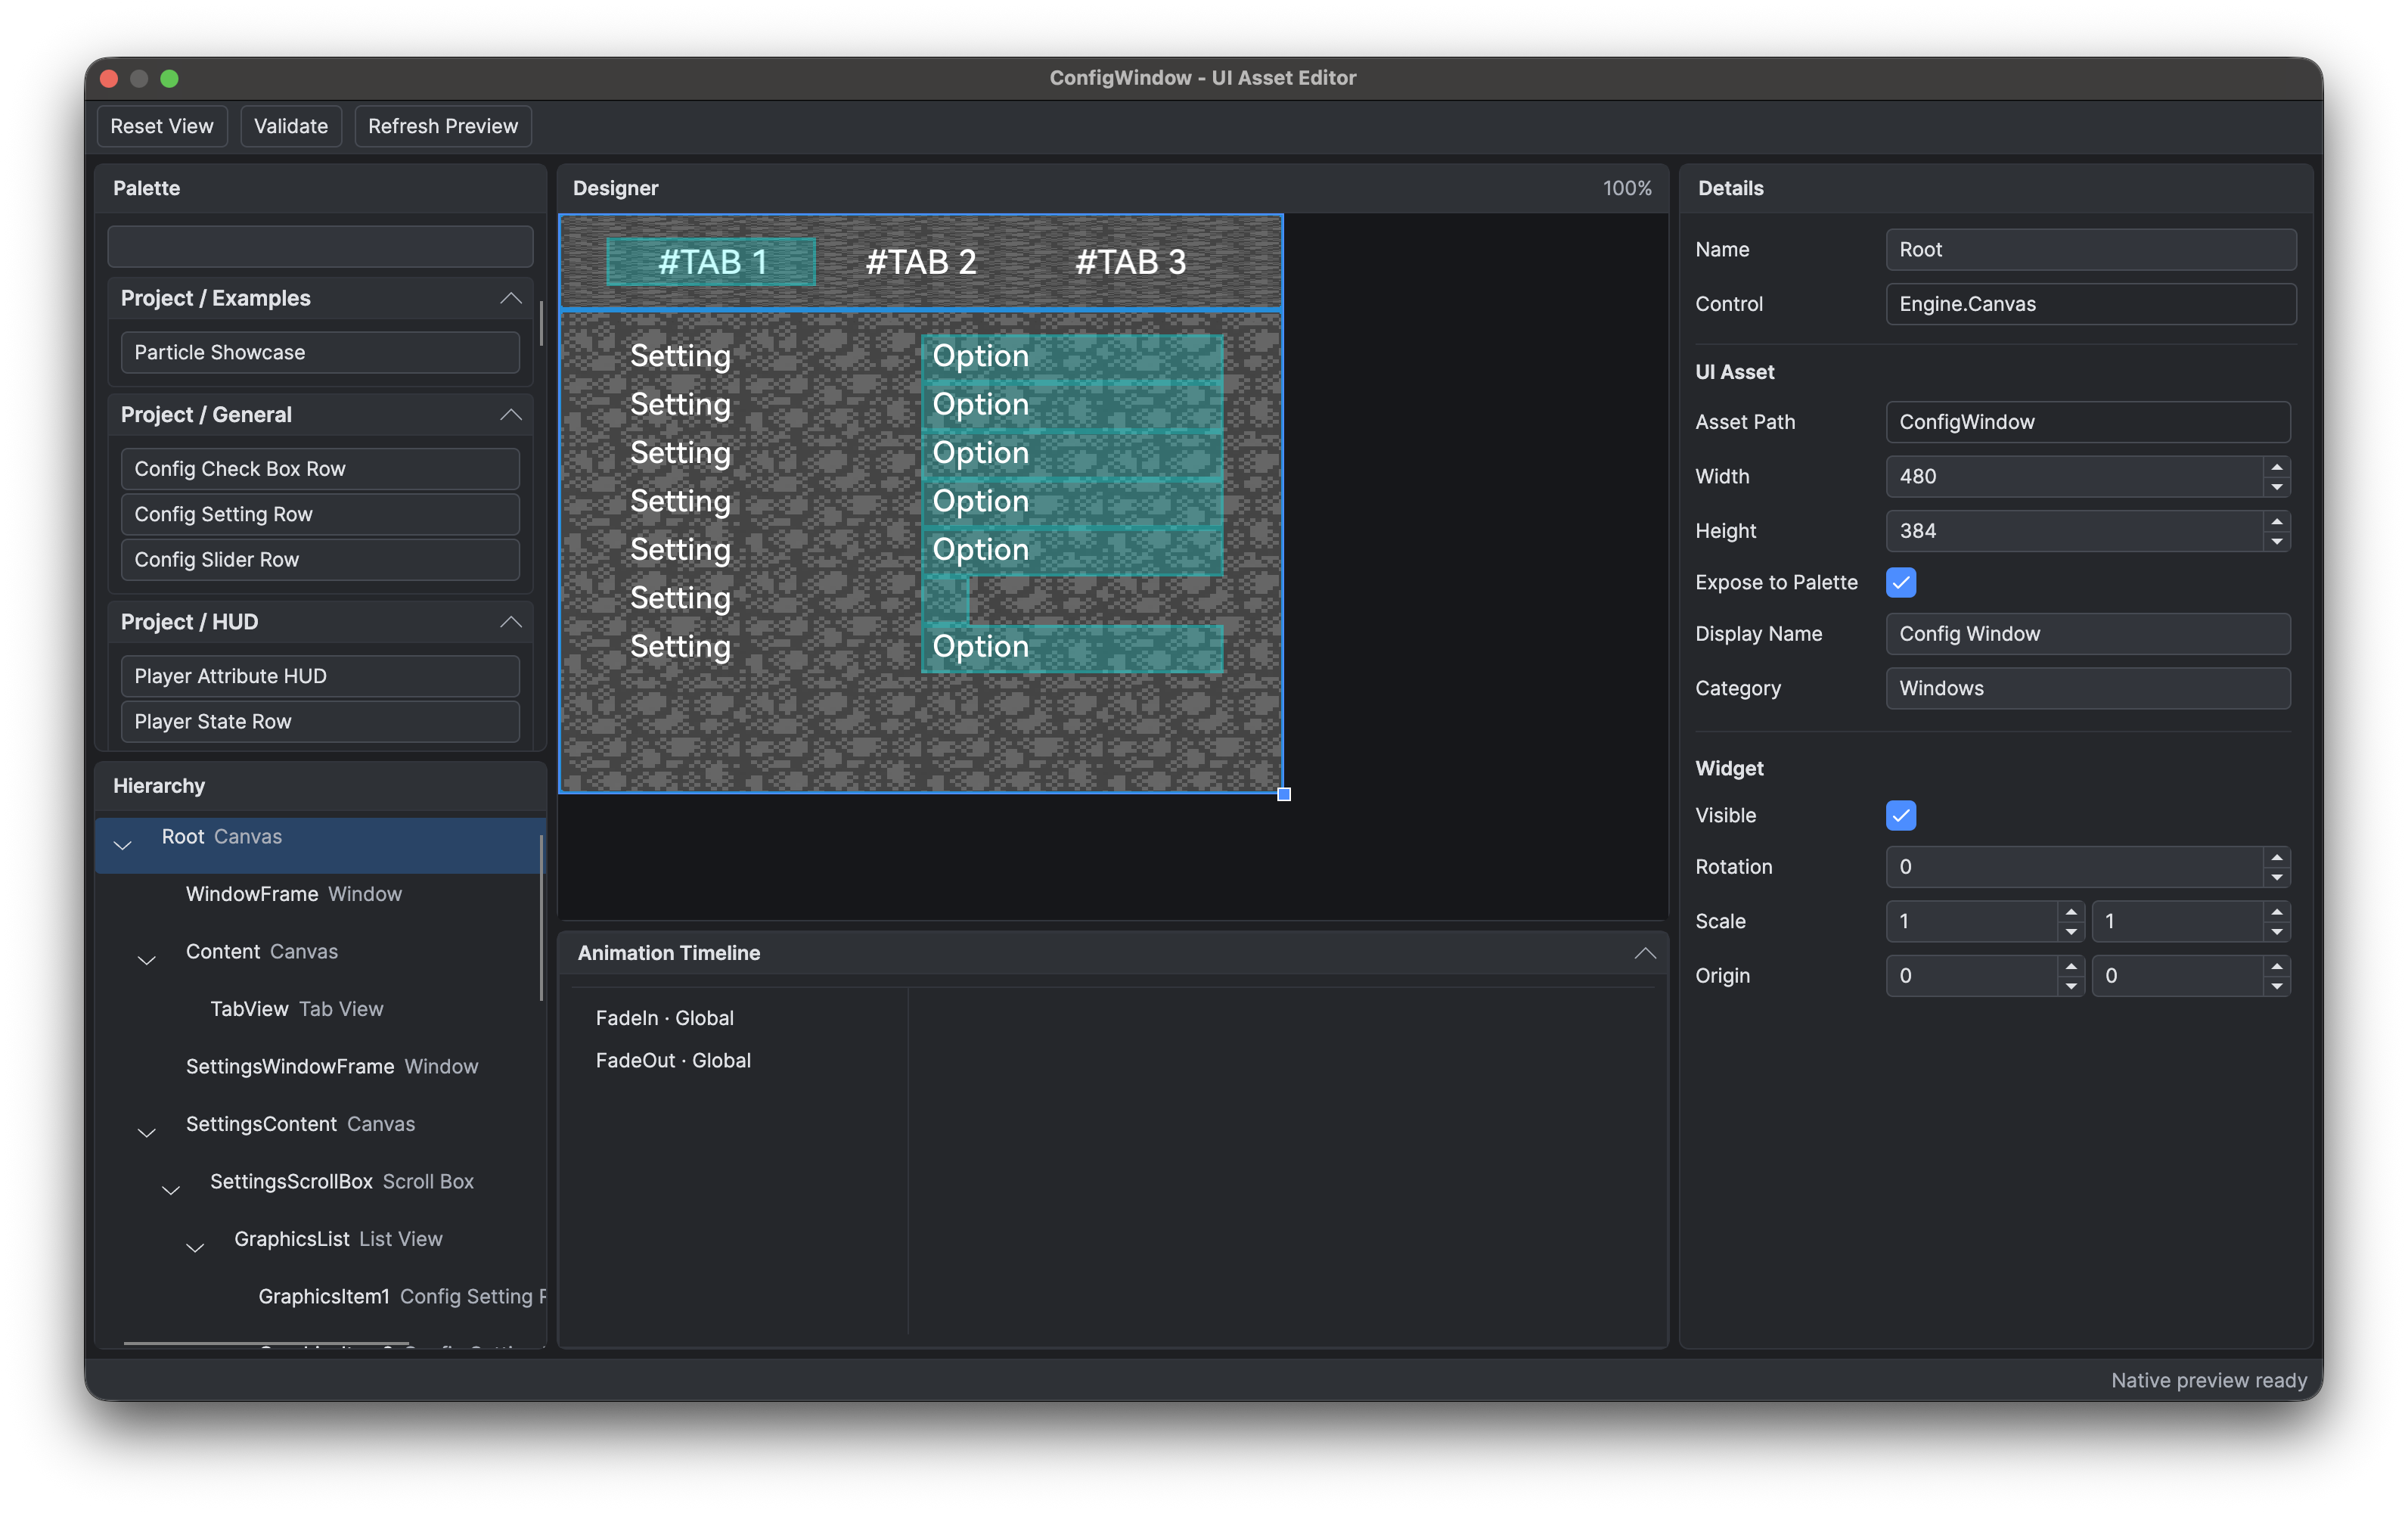 ConfigWindow - UI Asset Editor
Reset View Validate Refresh Preview
Palette
Project / Examples
Particle Showcase
Project / General
Config Check Box Row
Config Setting Row
Config Slider Row
Project / HUD
Player Attribute HUD
Player State Row
Hierarchy
Root Canvas
WindowFrame Window
Content Canvas
TabView Tab View
SettingsWindowFrame Window
SettingsContent Canvas
SettingsScrollBox Scroll Box
GraphicsList List View
GraphicsItem1 Config Setting
Designer 100%
#TAB 1 #TAB 2 #TAB 3
Setting Option
Setting Option
Setting Option
Setting Option
Setting Option
Setting
Setting Option
Animation Timeline
FadeIn · Global
FadeOut · Global
Details
Name Root
Control Engine.Canvas
UI Asset
Asset Path ConfigWindow
Width 480
Height 384
Expose to Palette
Display Name Config Window
Category Windows
Widget
Visible
Rotation 0
Scale 1 1
Origin 0 0
Native preview ready